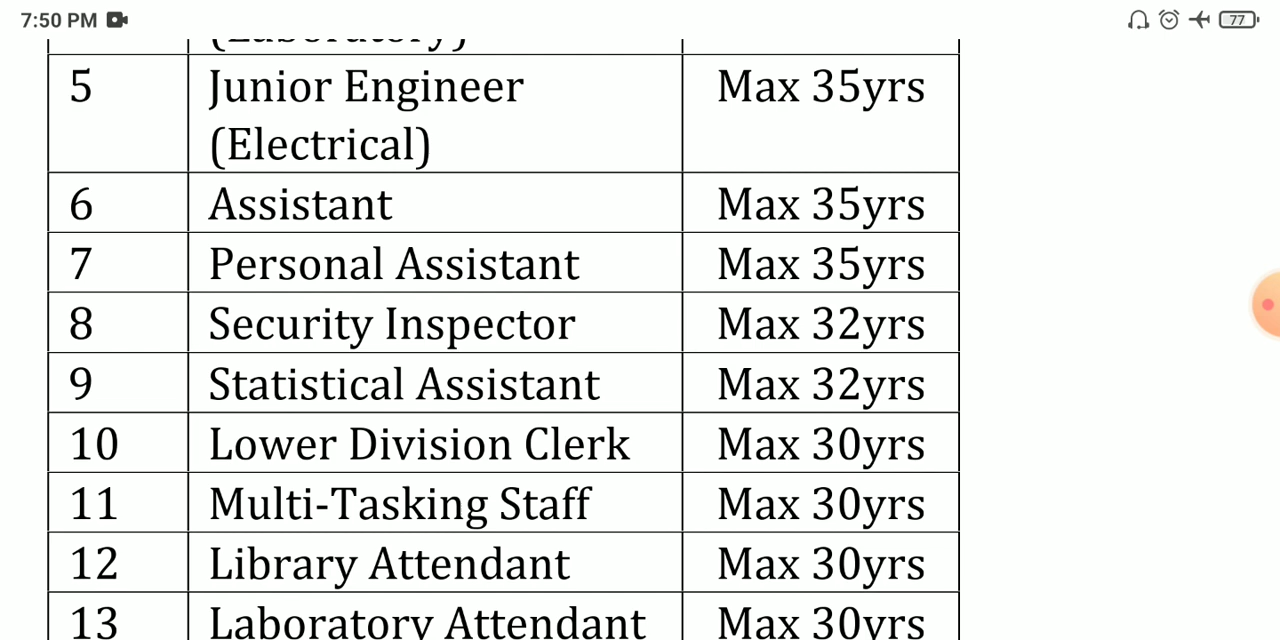 7:50 PM
77
(Laboratory)
5 Junior Engineer Max 35yrs
(Electrical)
6 Assistant Max 35yrs
7 Personal Assistant Max 35yrs
8 Security Inspector Max 32yrs
9 Statistical Assistant Max 32yrs
10 Lower Division Clerk Max 30yrs
11 Multi-Tasking Staff Max 30yrs
12 Library Attendant Max 30yrs
13 Laboratory Attendant Max 30yrs